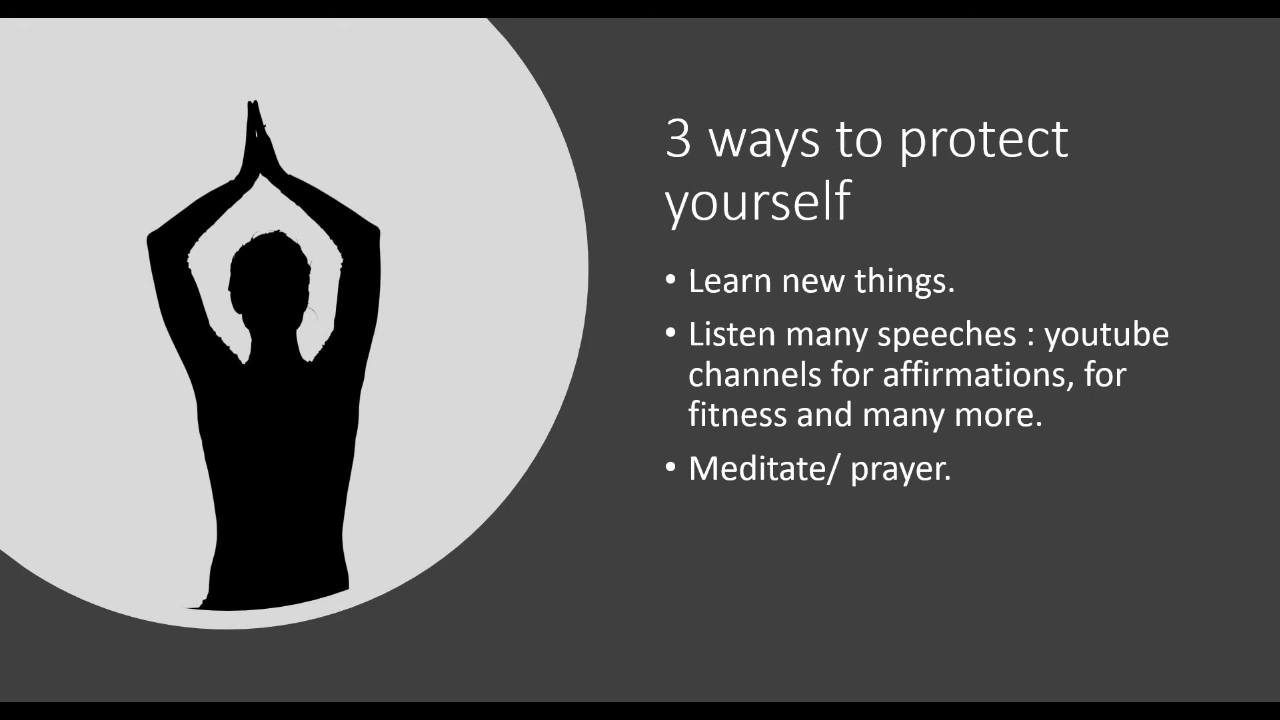 3 ways to protect
yourself
• Learn new things.
• Listen many speeches : youtube
channels for affirmations, for
fitness and many more.
• Meditate/ prayer.